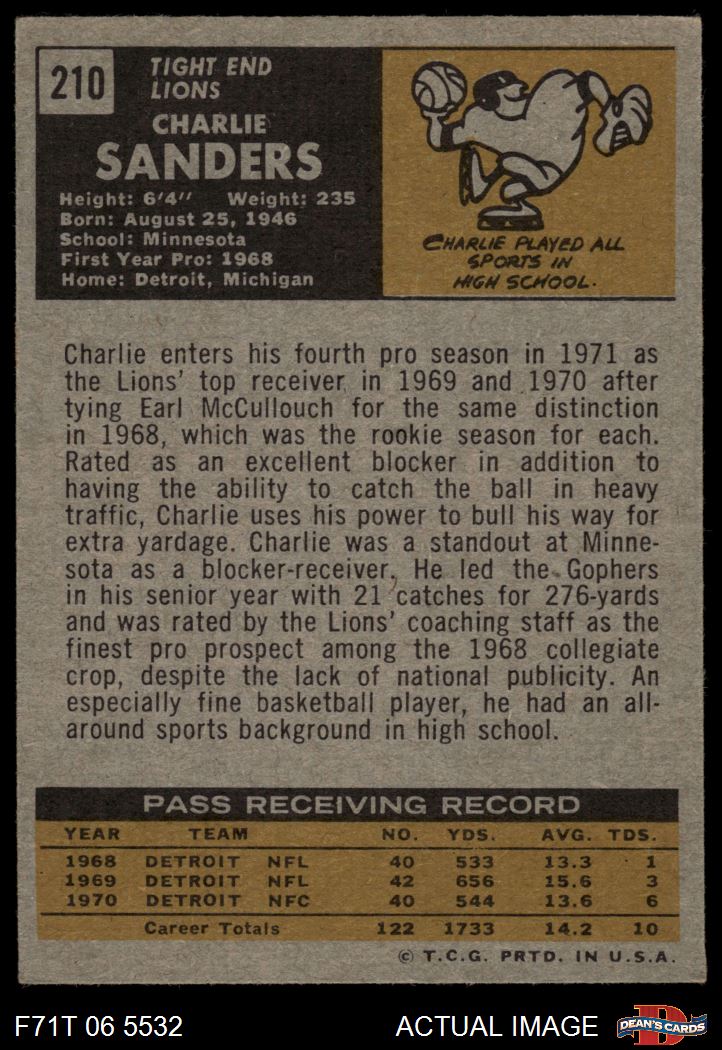 210
TIGHT END
LIONS
CHARLIE
SANDERS
Height: 6'4" Weight: 235
Born: August 25, 1946
School: Minnesota
First Year Pro: 1968
Home: Detroit, Michigan
CHARLIE PLAYED ALL
SPORTS IN
HIGH SCHOOL.
Charlie enters his fourth pro season in 1971 as
the Lions' top receiver in 1969 and 1970 after
tying Earl McCullouch for the same distinction
in 1968, which was the rookie season for each.
Rated as an excellent blocker in addition to
having the ability to catch the ball in heavy
traffic, Charlie uses his power to bull his way for
extra yardage. Charlie was a standout at Minne-
sota as a blocker-receiver. He led the Gophers
in his senior year with 21 catches for 276-yards
and was rated by the Lions' coaching staff as the
finest pro prospect among the 1968 collegiate
crop, despite the lack of national publicity. An
especially fine basketball player, he had an all-
around sports background in high school.
PASS RECEIVING RECORD
YEAR TEAM NO. YDS. AVG. TDS.
1968 DETROIT NFL 40 533 13.3 1
1969 DETROIT NFL 42 656 15.6 3
1970 DETROIT NFC 40 544 13.6 6
Career Totals 122 1733 14.2 10
© T.C.G. PRTD. IN U.S.A.
F71T 06 5532 ACTUAL IMAGE
D
DEAN'S CARDS